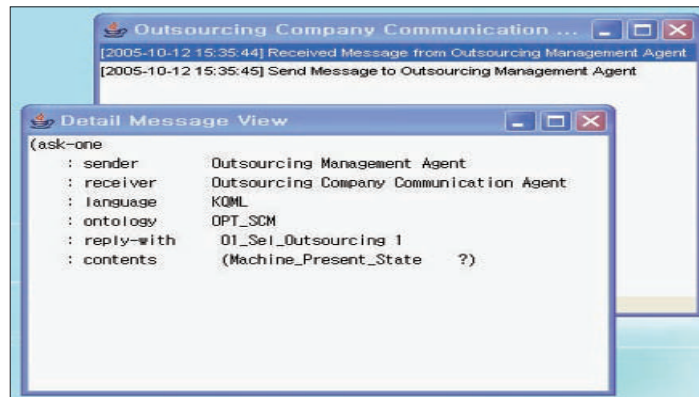 Outsourcing Company Communication ...
[2005-10-12 15:35:44] Received Message from Outsourcing Management Agent
[2005-10-12 15:35:45] Send Message to Outsourcing Management Agent
Detail Message View
(ask-one
: sender Outsourcing Management Agent
: receiver Outsourcing Company Communication Agent
: language KQML
: ontology OPT_SCM
: reply-with 01_Sel_Outsourcing 1
: contents (Machine_Present_State ?)